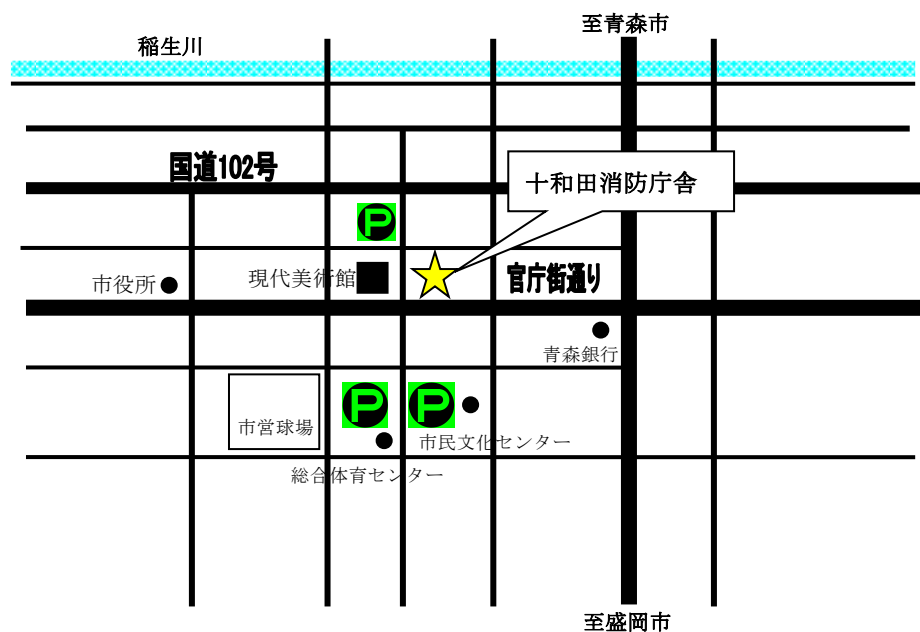 至青森市
稲生川
国道102号
十和田消防庁舎
P
市役所
現代美術館
官庁街通り
青森銀行
P
P
市営球場
市民文化センター
総合体育センター
至盛岡市